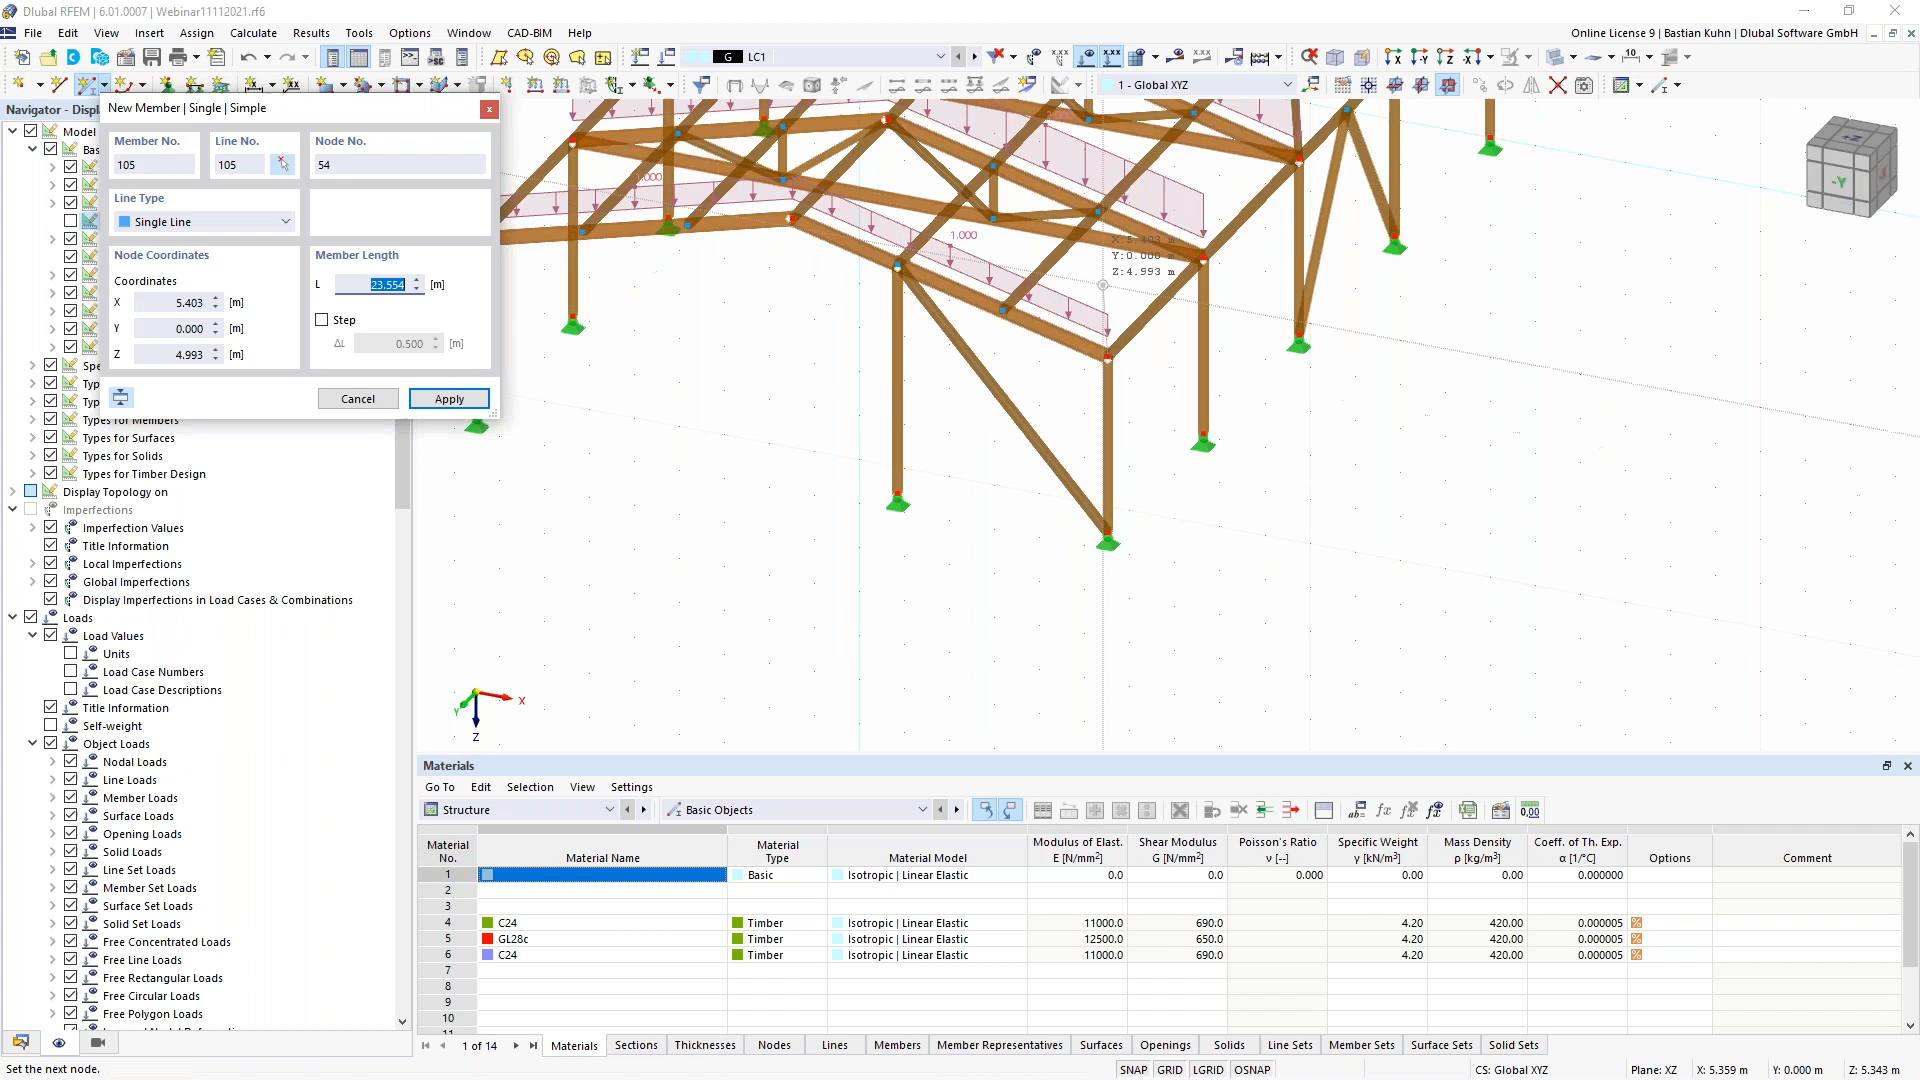 Dlubal RFEM | 6.01.0007 | Webinar11112021.rf6
File Edit View Insert Assign Calculate Results Tools Options Window CAD-BIM Help
Online License 9 | Bastian Kuhn | Dlubal Software GmbH
G LC1
1 - Global XYZ
Navigator - Displ
New Member | Single | Simple
Member No.
Line No.
Node No.
105
105
54
Line Type
Single Line
Node Coordinates
Member Length
Coordinates
L 23.554 [m]
X 5.403 [m]
Step
Y 0.000 [m]
ΔL 0.500 [m]
Z 4.993 [m]
Cancel
Apply
Model
Bas
Spe
Typ
Typ
Types for Members
Types for Surfaces
Types for Solids
Types for Timber Design
Display Topology on
Imperfections
Imperfection Values
Title Information
Local Imperfections
Global Imperfections
Display Imperfections in Load Cases & Combinations
Loads
Load Values
Units
Load Case Numbers
Load Case Descriptions
Title Information
Self-weight
Object Loads
Nodal Loads
Line Loads
Member Loads
Surface Loads
Opening Loads
Solid Loads
Line Set Loads
Member Set Loads
Surface Set Loads
Solid Set Loads
Free Concentrated Loads
Free Line Loads
Free Rectangular Loads
Free Circular Loads
Free Polygon Loads
1.000
X:5.403 m
Y:0.000 m
Z:4.993 m
X
Y
Z
+Z
-Y
X
Materials
Go To Edit Selection View Settings
Structure
Basic Objects
Material No. Material Name Material Type Material Model Modulus of Elast. E [N/mm2] Shear Modulus G [N/mm2] Poisson's Ratio ν [--] Specific Weight γ [kN/m3] Mass Density ρ [kg/m3] Coeff. of Th. Exp. α [1/°C] Options Comment
1 Basic Isotropic | Linear Elastic 0.0 0.0 0.000 0.00 0.00 0.000000
2
3
4 C24 Timber Isotropic | Linear Elastic 11000.0 690.0 4.20 420.00 0.000005
5 GL28c Timber Isotropic | Linear Elastic 12500.0 650.0 4.20 420.00 0.000005
6 C24 Timber Isotropic | Linear Elastic 11000.0 690.0 4.20 420.00 0.000005
7
8
9
10
11
1 of 14 Materials Sections Thicknesses Nodes Lines Members Member Representatives Surfaces Openings Solids Line Sets Member Sets Surface Sets Solid Sets
Set the next node.
SNAP GRID LGRID OSNAP
CS: Global XYZ
Plane: XZ X: 5.359 m Y: 0.000 m Z: 5.343 m